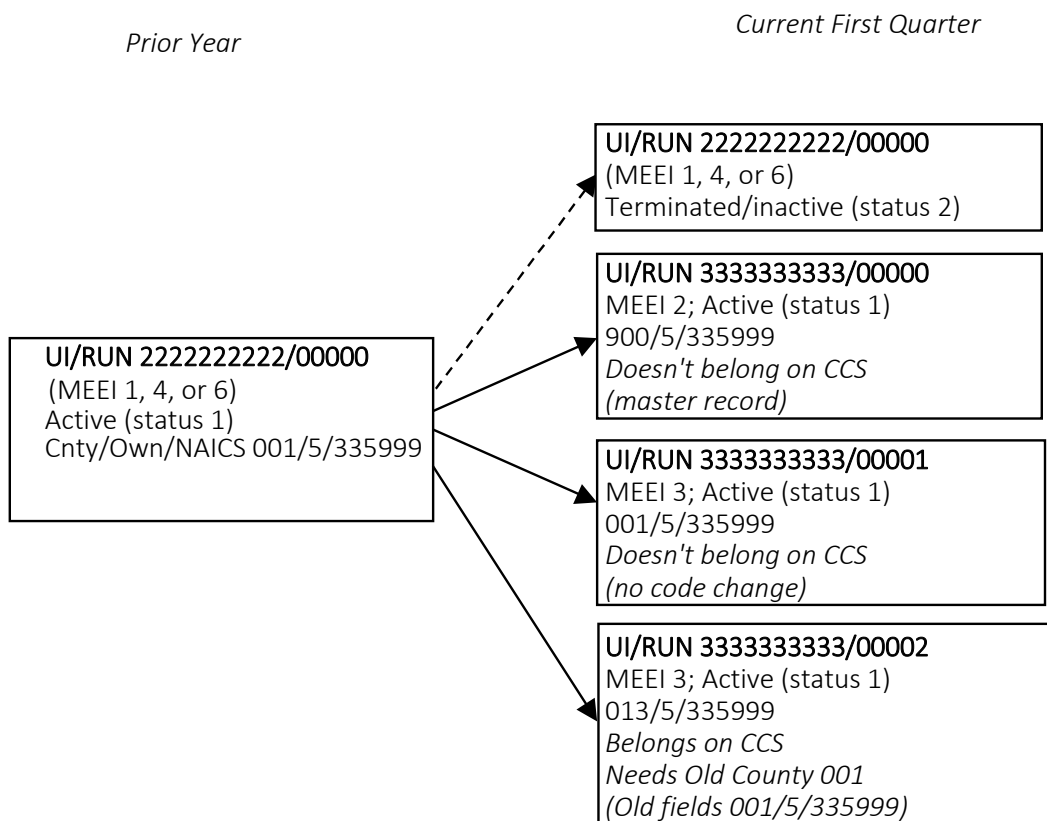 Prior Year
Current First Quarter
UI/RUN 2222222222/00000
(MEEI 1, 4, or 6)
Active (status 1)
Cnty/Own/NAICS 001/5/335999
UI/RUN 2222222222/00000
(MEEI 1, 4, or 6)
Terminated/inactive (status 2)
UI/RUN 3333333333/00000
MEEI 2; Active (status 1)
900/5/335999
Doesn't belong on CCS
(master record)
UI/RUN 3333333333/00001
MEEI 3; Active (status 1)
001/5/335999
Doesn't belong on CCS
(no code change)
UI/RUN 3333333333/00002
MEEI 3; Active (status 1)
013/5/335999
Belongs on CCS
Needs Old County 001
(Old fields 001/5/335999)